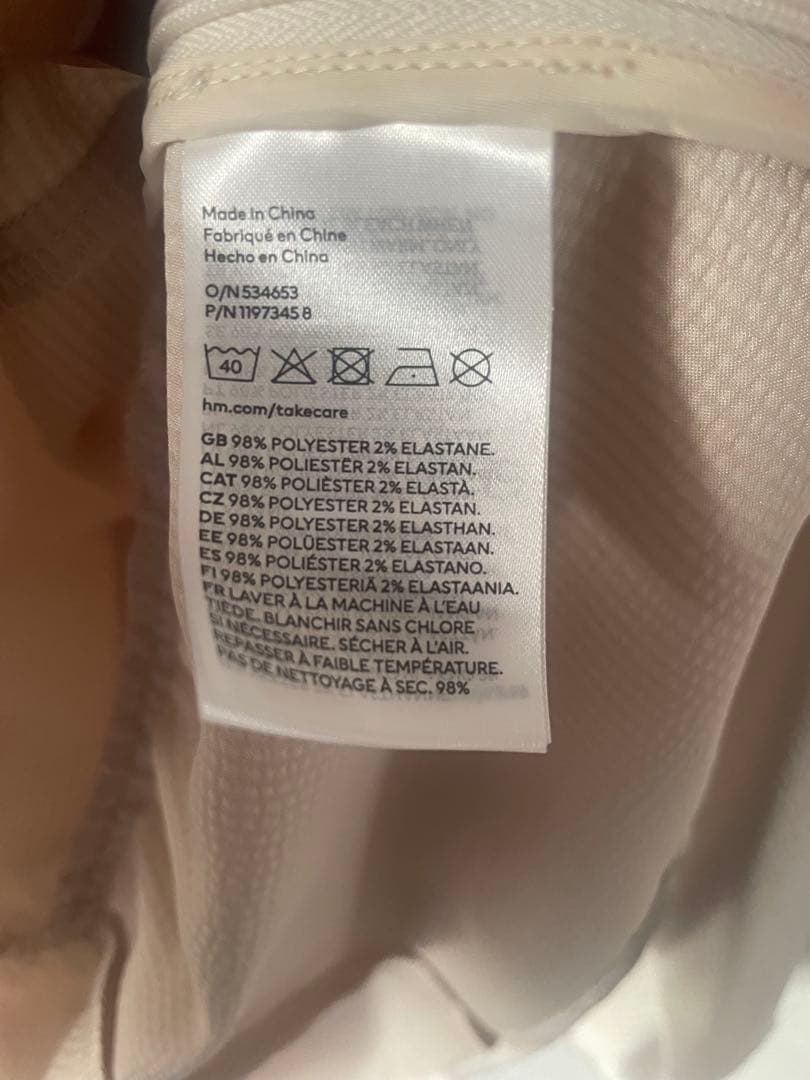 Made in China
Fabriqué en Chine
Hecho en China
O/N 534653
P/N 1197345 8
40
hm.com/takecare
GB 98% POLYESTER 2% ELASTANE.
AL 98% POLIESTËR 2% ELASTAN.
CAT 98% POLIÈSTER 2% ELASTÀ.
CZ 98% POLYESTER 2% ELASTAN.
DE 98% POLYESTER 2% ELASTHAN.
EE 98% POLÜESTER 2% ELASTAAN.
ES 98% POLIÉSTER 2% ELASTANO.
FI 98% POLYESTERIÄ 2% ELASTAANIA.
FR LAVER À LA MACHINE À L'EAU
TIÈDE. BLANCHIR SANS CHLORE
SI NÉCESSAIRE. SÉCHER À L'AIR.
REPASSER À FAIBLE TEMPÉRATURE.
PAS DE NETTOYAGE À SEC. 98%